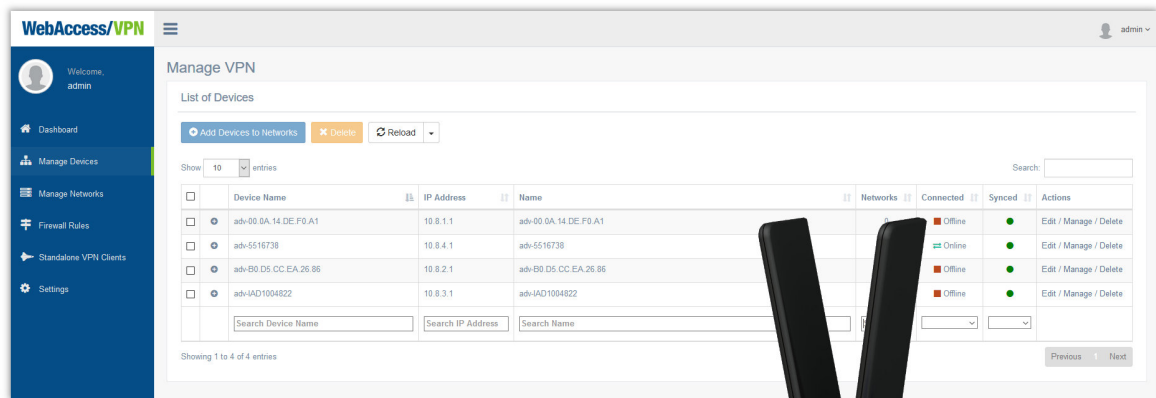 WebAccess/VPN
admin
Welcome,
admin
Manage VPN
List of Devices
Dashboard
Add Devices to Networks Delete Reload
Manage Devices
Show 10 entries Search:
Manage Networks
Device Name IP Address Name Networks Connected Synced Actions
Firewall Rules
adv-00.0A.14.DE.F0.A1 10.8.1.1 adv-00.0A.14.DE.F0.A1 Offline Edit / Manage / Delete
adv-5516738 10.8.4.1 adv-5516738 Online Edit / Manage / Delete
Standalone VPN Clients
adv-B0.D5.CC.EA.26.86 10.8.2.1 adv-B0.D5.CC.EA.26.86 Offline Edit / Manage / Delete
Settings
adv-IAD1004822 10.8.3.1 adv-IAD1004822 Offline Edit / Manage / Delete
Search Device Name Search IP Address Search Name
Showing 1 to 4 of 4 entries Previous 1 Next